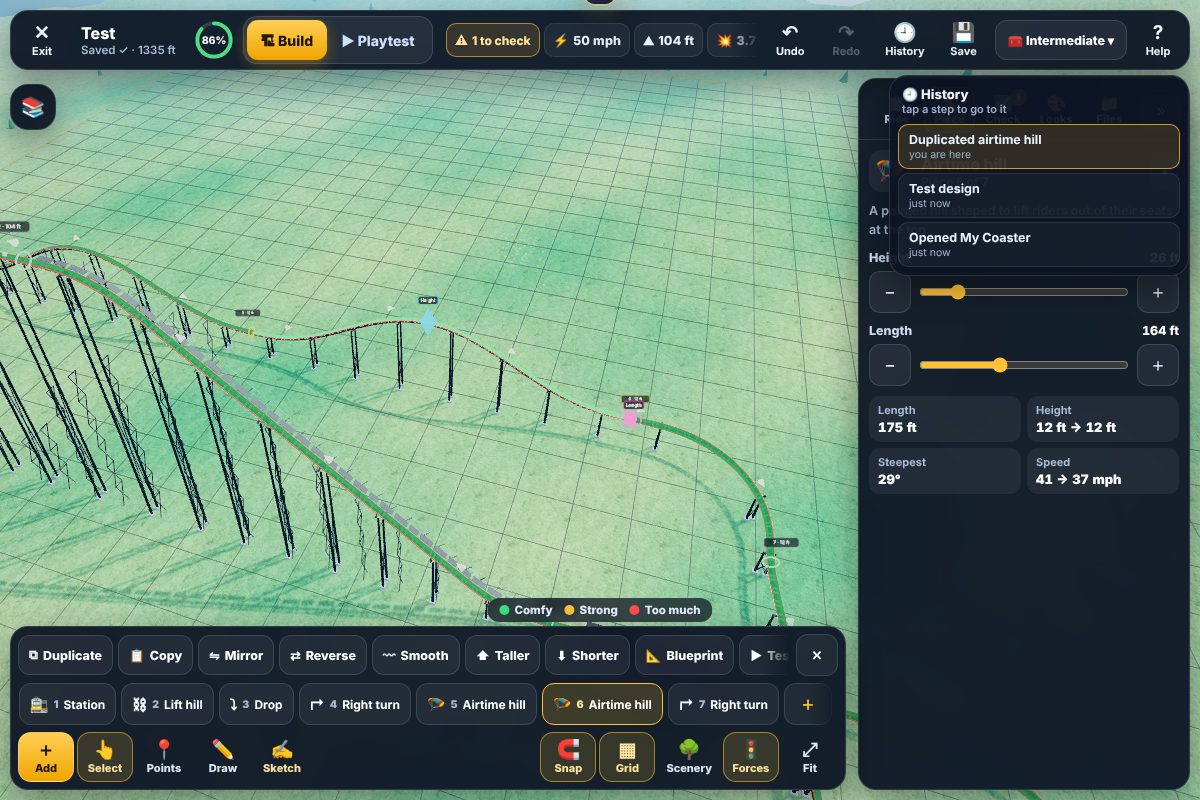 Exit
Test
Saved ✓ · 1335 ft
86%
Build
Playtest
1 to check
50 mph
104 ft
3.7
Undo
Redo
History
Save
Intermediate
Help
History
tap a step to go to it
Duplicated airtime hill
you are here
Test design
just now
Opened My Coaster
just now
Length
164 ft
Length
175 ft
Height
12 ft → 12 ft
Steepest
29°
Speed
41 → 37 mph
Height
Length
Comfy
Strong
Too much
Duplicate
Copy
Mirror
Reverse
Smooth
Taller
Shorter
Blueprint
1 Station
2 Lift hill
3 Drop
4 Right turn
5 Airtime hill
6 Airtime hill
7 Right turn
Add
Select
Points
Draw
Sketch
Snap
Grid
Scenery
Forces
Fit